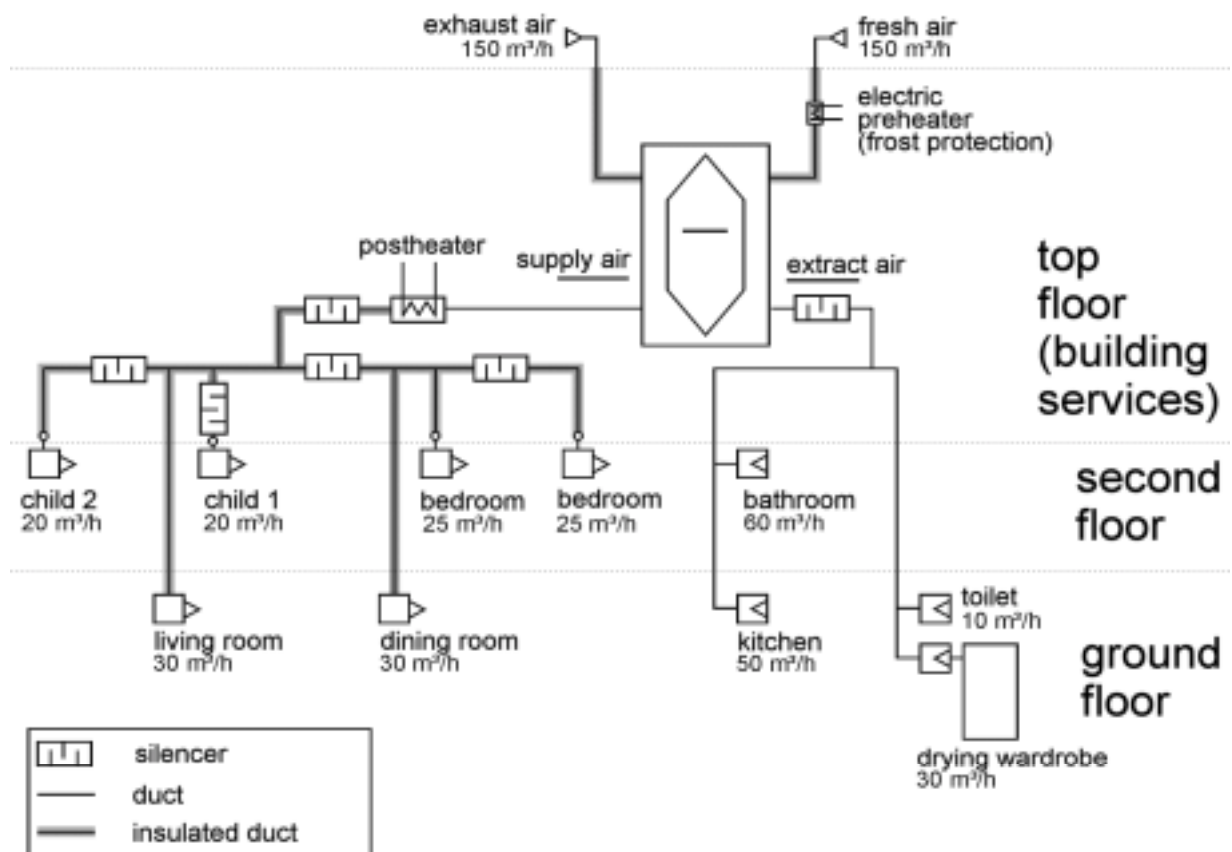 exhaust air
150 m³/h
fresh air
150 m³/h
electric
preheater
(frost protection)
postheater
supply air
extract air
top
floor
(building
services)
child 2
20 m³/h
child 1
20 m³/h
bedroom
25 m³/h
bedroom
25 m³/h
bathroom
60 m³/h
second
floor
living room
30 m³/h
dining room
30 m³/h
kitchen
50 m³/h
toilet
10 m³/h
ground
floor
drying wardrobe
30 m³/h
silencer
duct
insulated duct